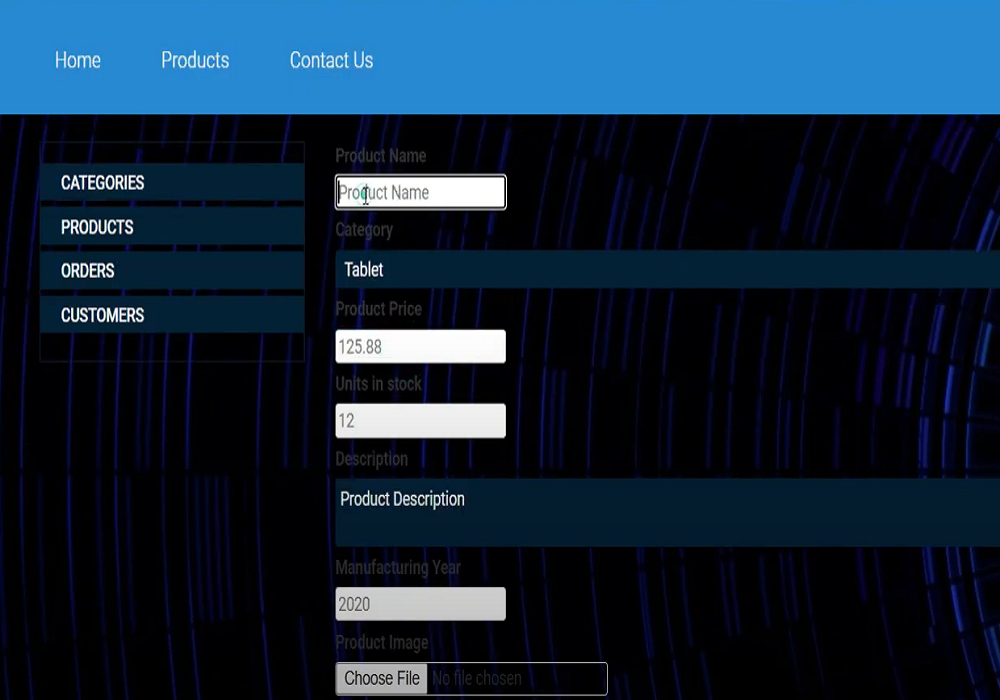 Home Products Contact Us
CATEGORIES
PRODUCTS
ORDERS
CUSTOMERS
Product Name
Product Name
Category
Tablet
Product Price
125.88
Units in stock
12
Description
Product Description
Manufacturing Year
2020
Product Image
Choose File No file chosen